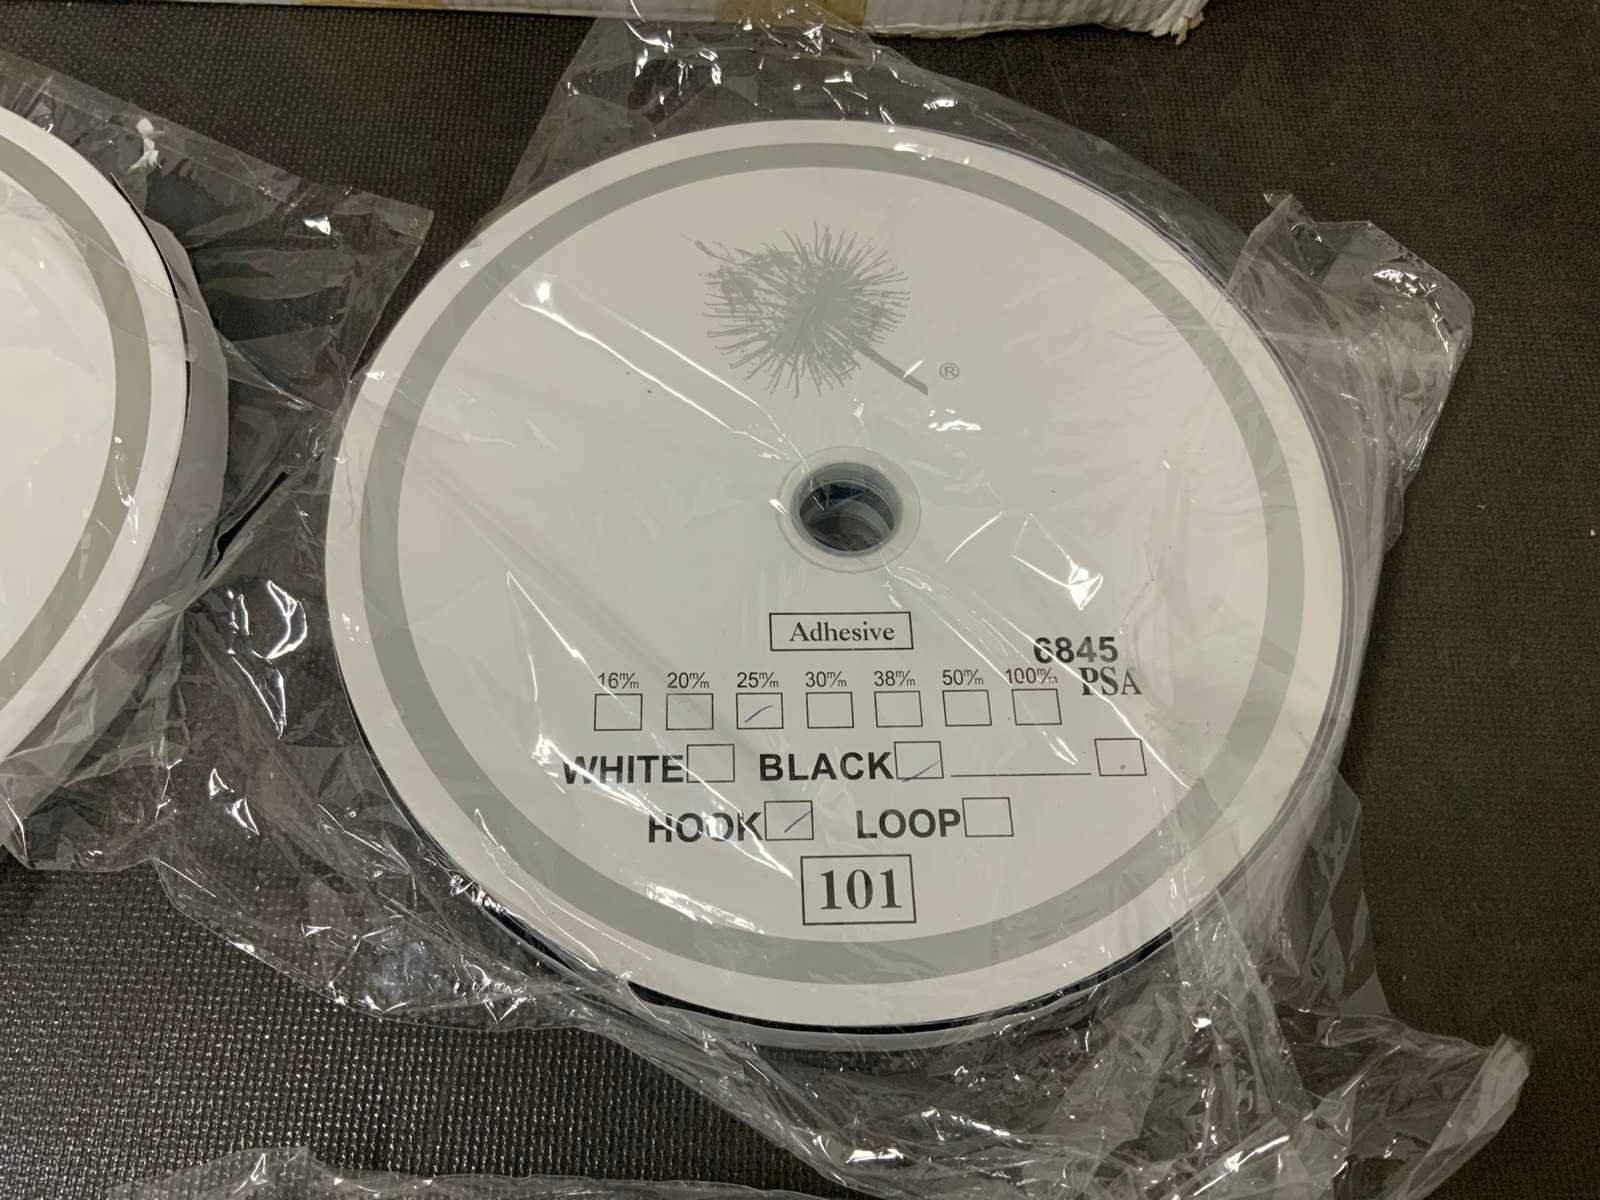 ®
Adhesive
6845
16m/m 20m/m 25m/m 30m/m 38m/m 50m/m 100m/m PSA
WHITE BLACK
HOOK LOOP
101